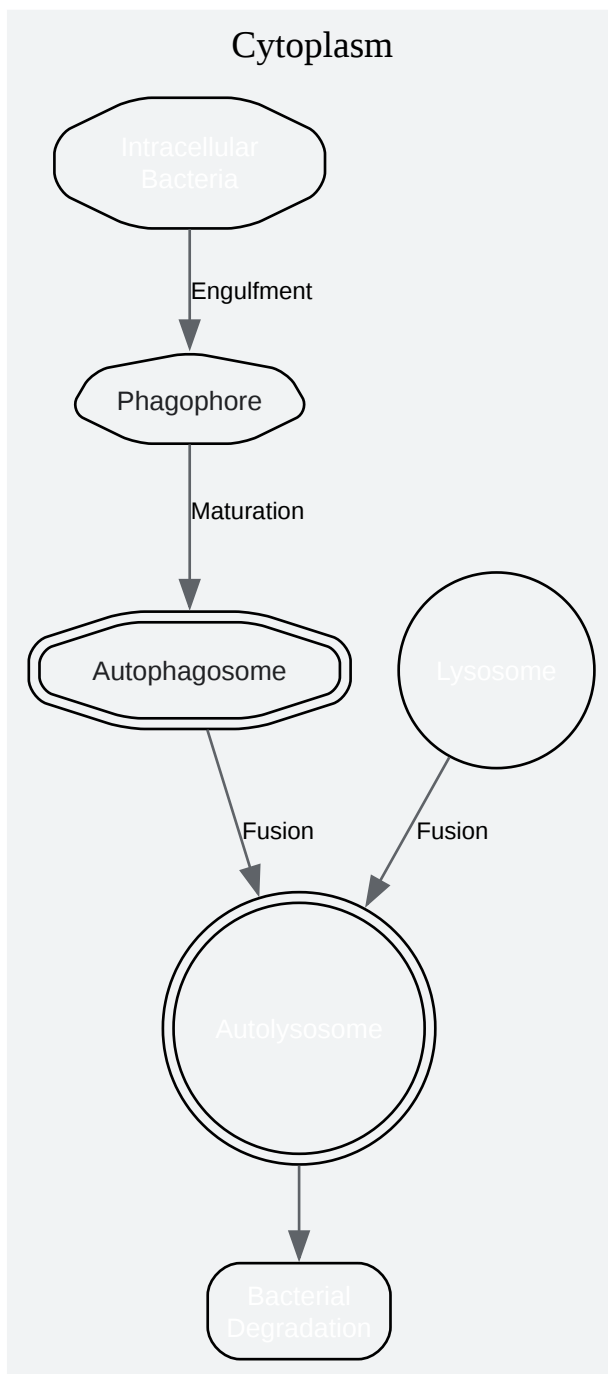 Cytoplasm
Intracellular
Bacteria
Engulfment
Phagophore
Maturation
Autophagosome
Lysosome
Fusion
Fusion
Autolysosome
Bacterial
Degradation